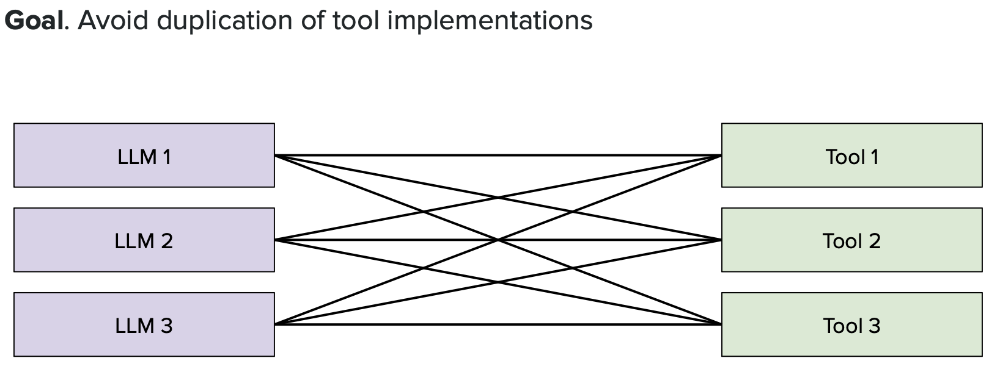 Goal. Avoid duplication of tool implementations
LLM 1
Tool 1
LLM 2
Tool 2
LLM 3
Tool 3